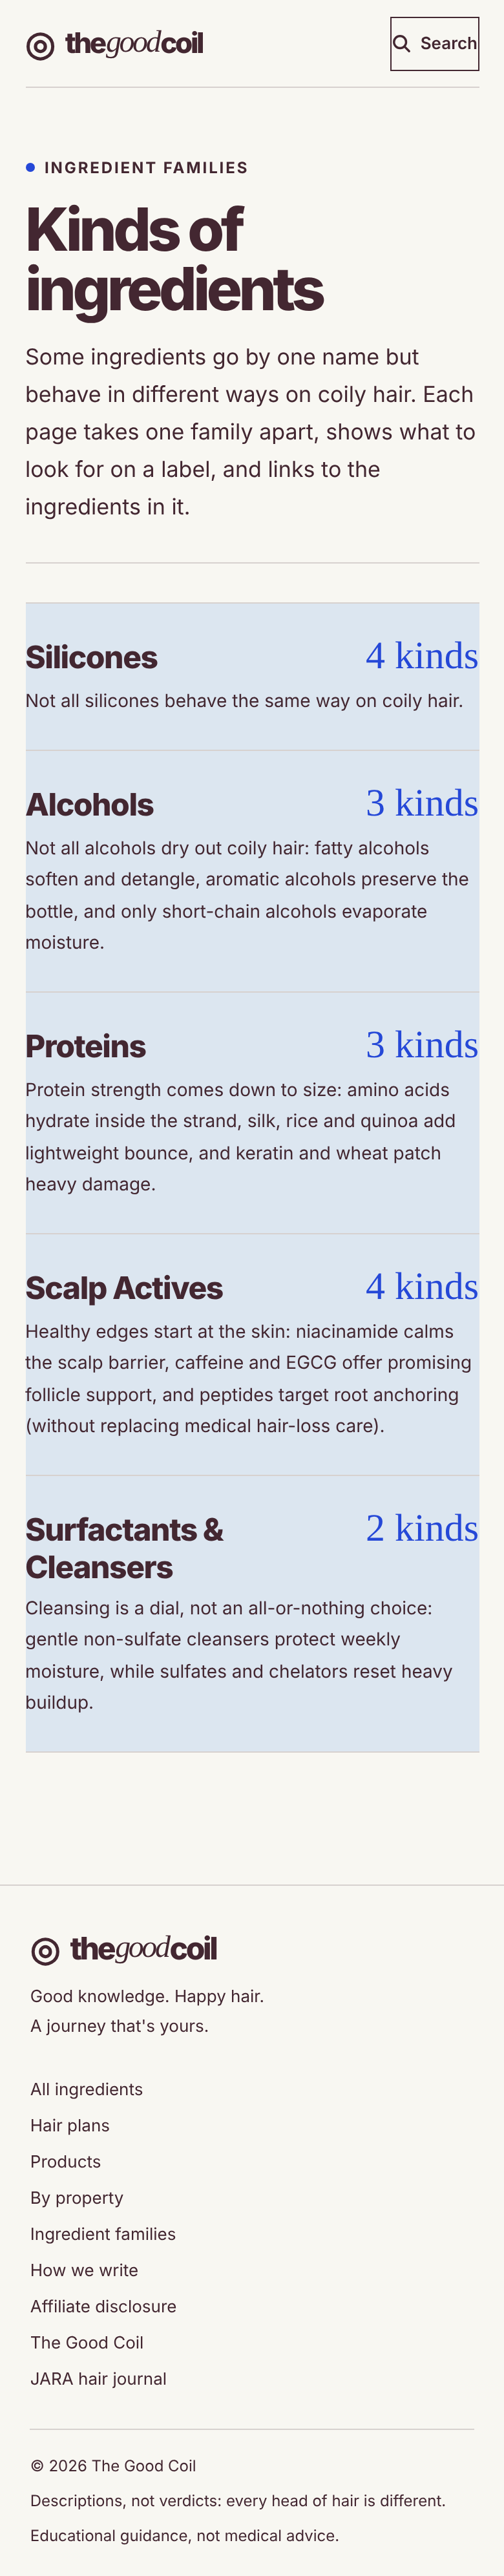 thegoodcoil
Search
INGREDIENT FAMILIES
Kinds of
ingredients
Some ingredients go by one name but
behave in different ways on coily hair. Each
page takes one family apart, shows what to
look for on a label, and links to the
ingredients in it.
Silicones
4 kinds
Not all silicones behave the same way on coily hair.
Alcohols
3 kinds
Not all alcohols dry out coily hair: fatty alcohols
soften and detangle, aromatic alcohols preserve the
bottle, and only short-chain alcohols evaporate
moisture.
Proteins
3 kinds
Protein strength comes down to size: amino acids
hydrate inside the strand, silk, rice and quinoa add
lightweight bounce, and keratin and wheat patch
heavy damage.
Scalp Actives
4 kinds
Healthy edges start at the skin: niacinamide calms
the scalp barrier, caffeine and EGCG offer promising
follicle support, and peptides target root anchoring
(without replacing medical hair-loss care).
Surfactants &
Cleansers
2 kinds
Cleansing is a dial, not an all-or-nothing choice:
gentle non-sulfate cleansers protect weekly
moisture, while sulfates and chelators reset heavy
buildup.
thegoodcoil
Good knowledge. Happy hair.
A journey that's yours.
All ingredients
Hair plans
Products
By property
Ingredient families
How we write
Affiliate disclosure
The Good Coil
JARA hair journal
© 2026 The Good Coil
Descriptions, not verdicts: every head of hair is different.
Educational guidance, not medical advice.